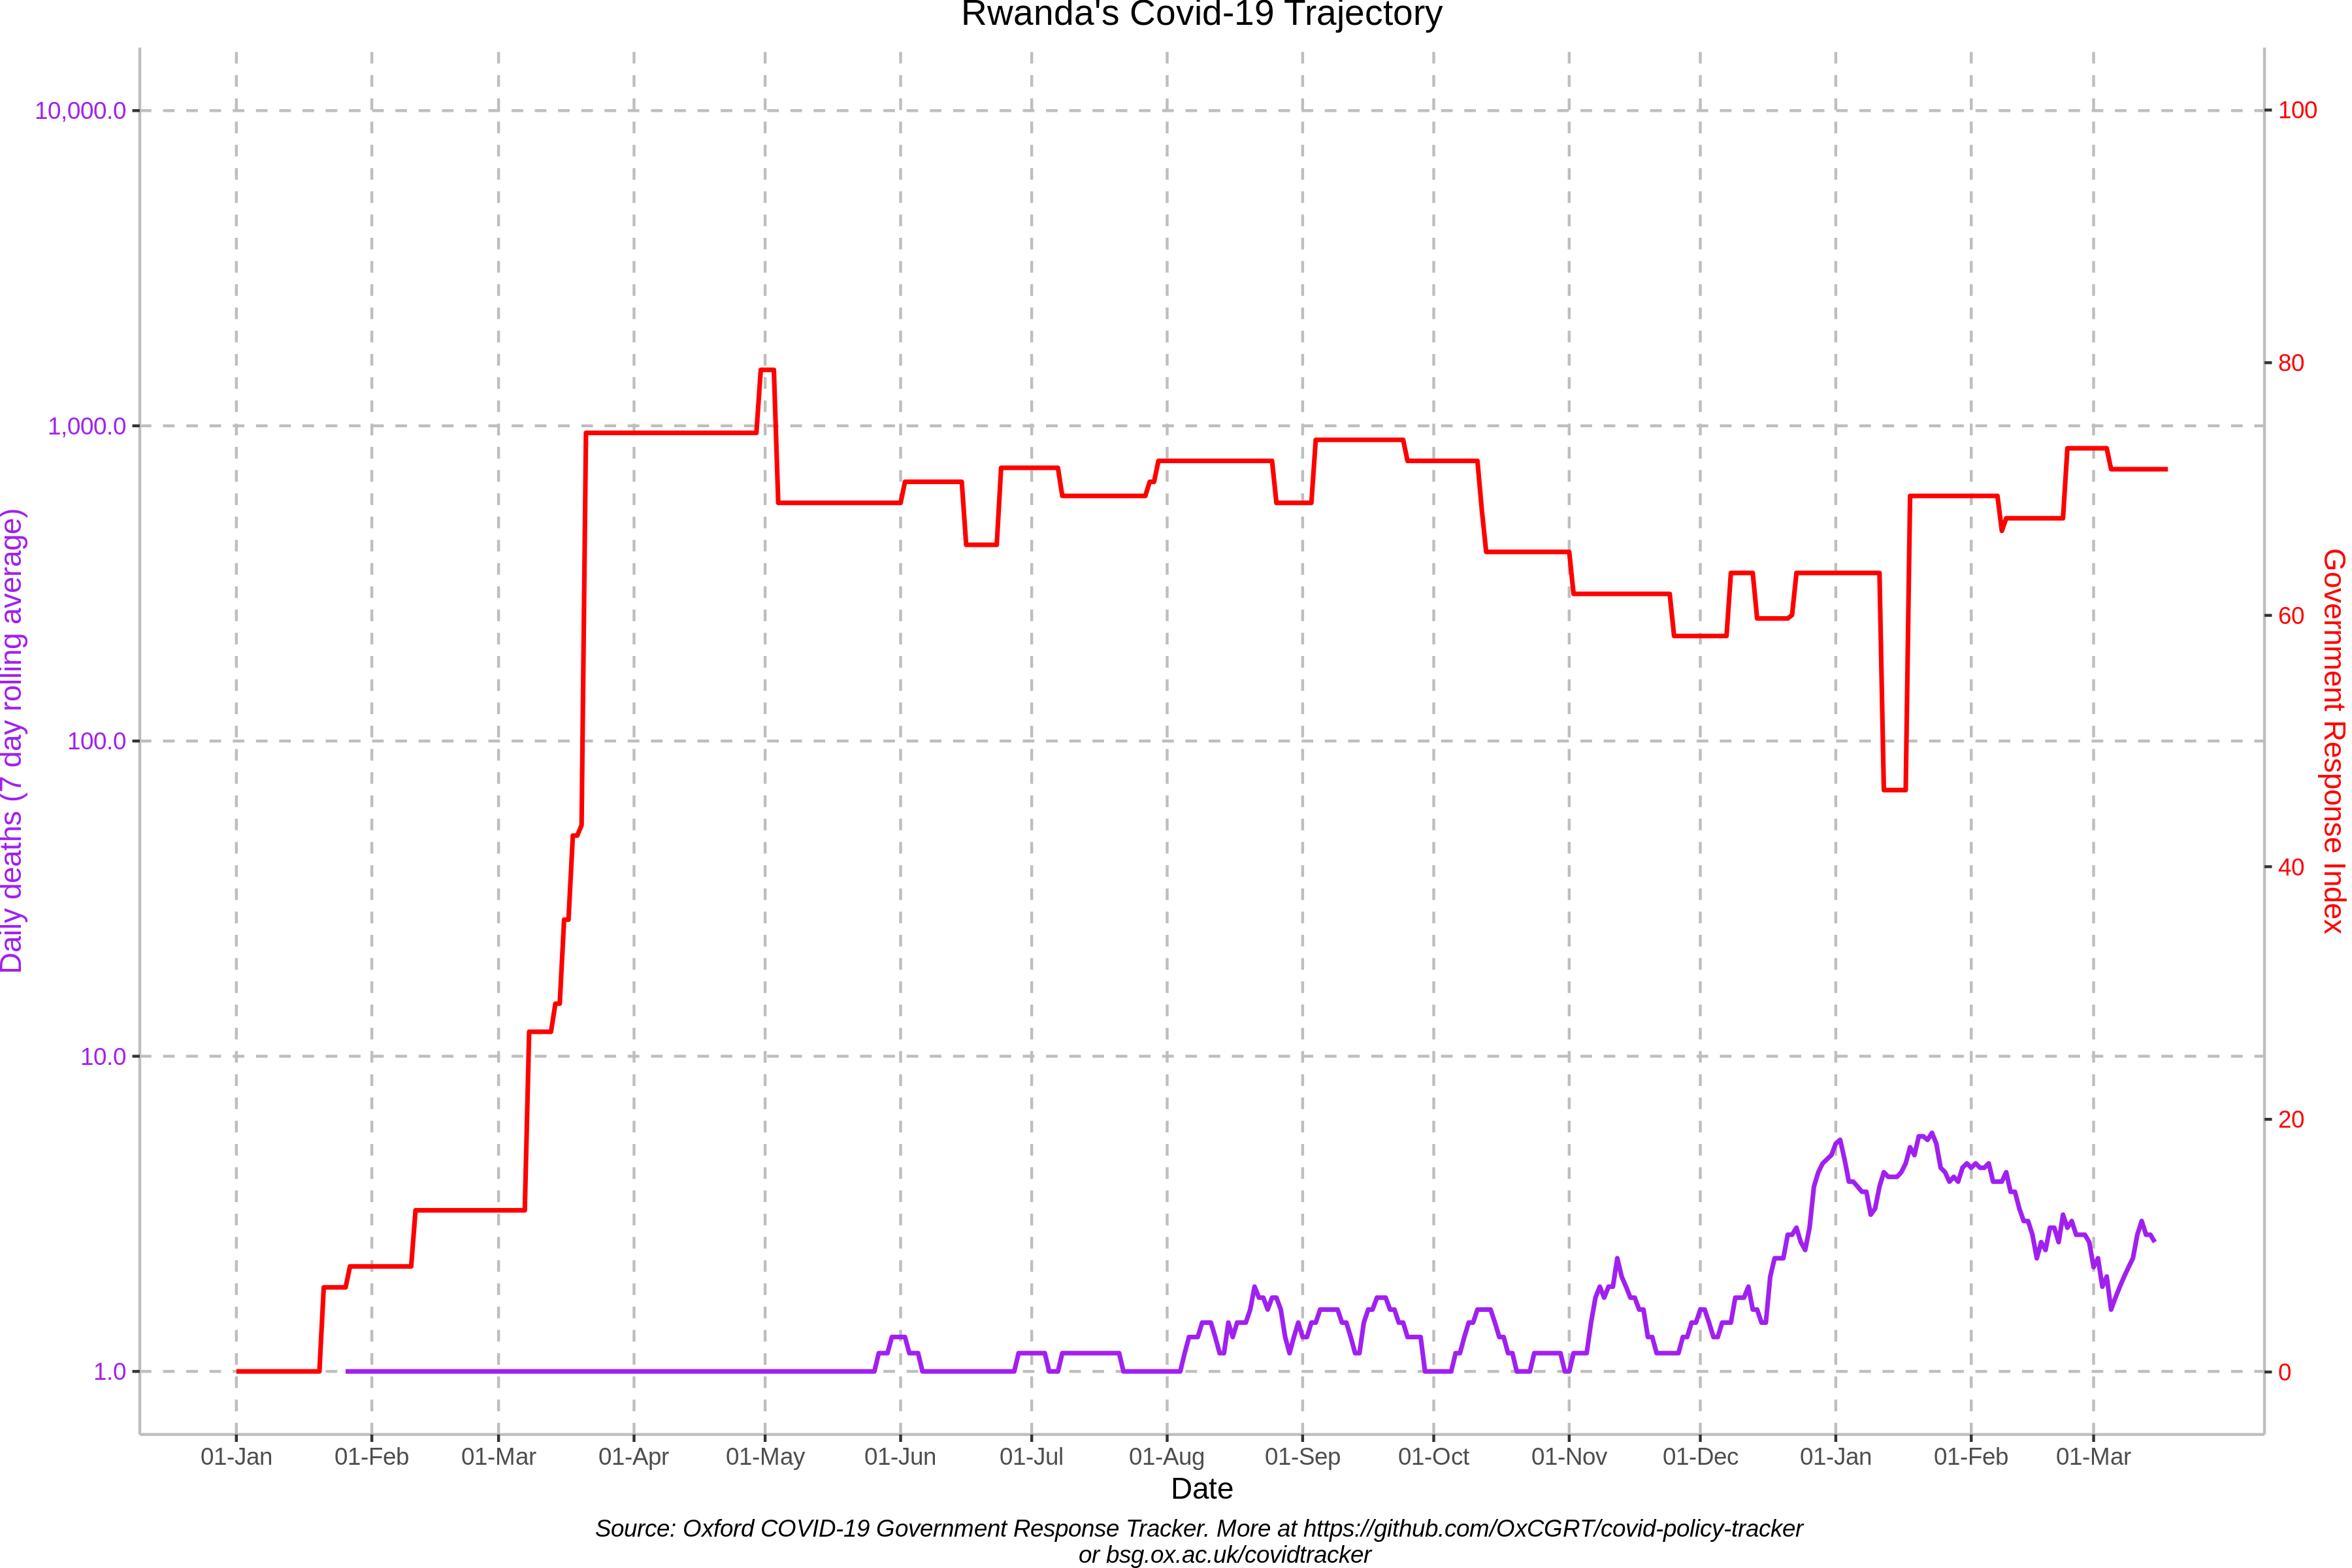 Rwanda's Covid-19 Trajectory
10,000.0
1,000.0
100.0
10.0
1.0
Daily deaths (7 day rolling average)
100
80
60
40
20
0
Government Response Index
01-Jan 01-Feb 01-Mar 01-Apr 01-May 01-Jun 01-Jul 01-Aug 01-Sep 01-Oct 01-Nov 01-Dec 01-Jan 01-Feb 01-Mar
Date
Source: Oxford COVID-19 Government Response Tracker. More at https://github.com/OxCGRT/covid-policy-tracker
or bsg.ox.ac.uk/covidtracker